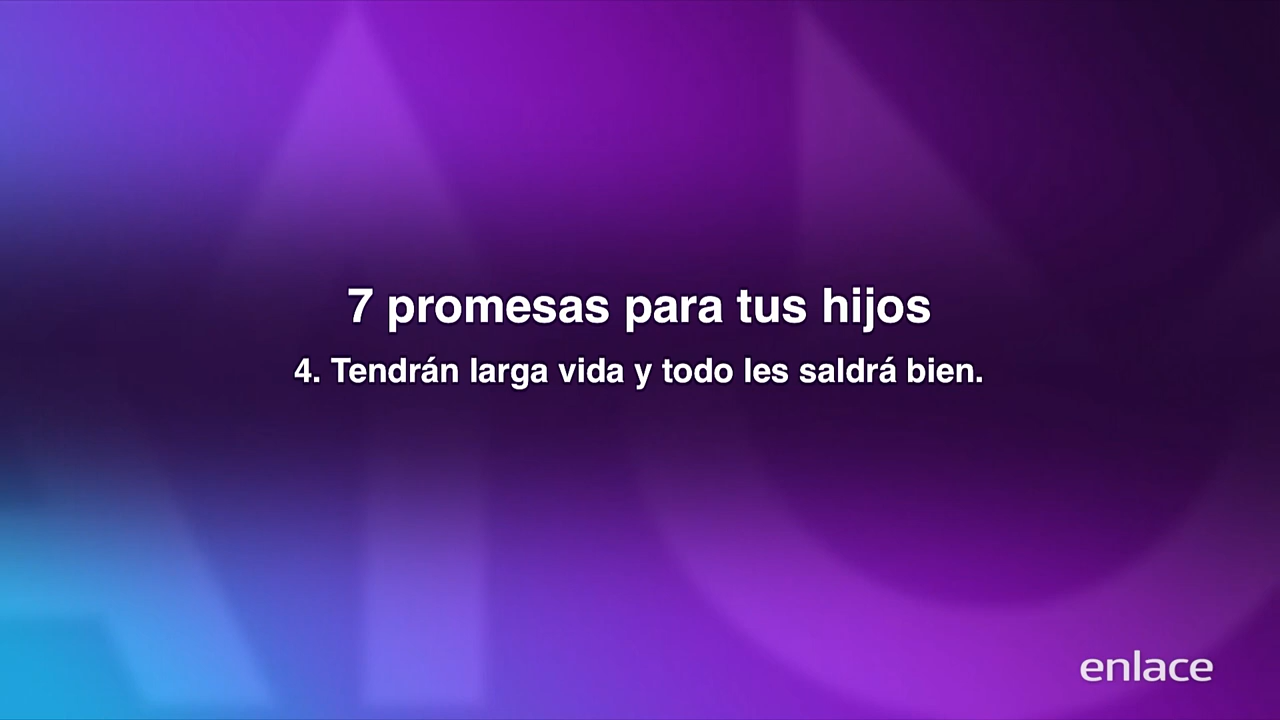 7 promesas para tus hijos
4. Tendrán larga vida y todo les saldrá bien.
enlace